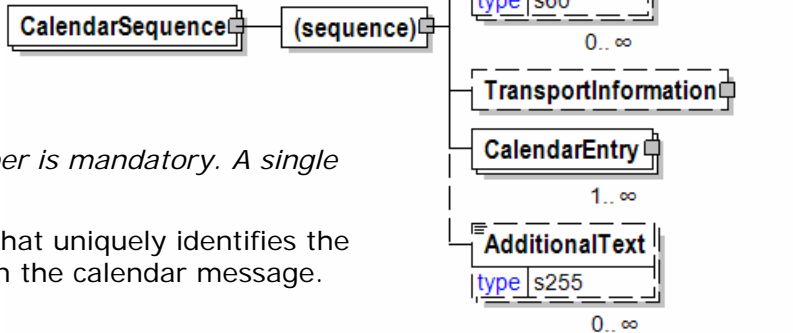 type s60
CalendarSequence (sequence)
0.. ∞
TransportInformation
er is mandatory. A single
CalendarEntry
1.. ∞
hat uniquely identifies the
n the calendar message.
AdditionalText
type s255
0.. ∞